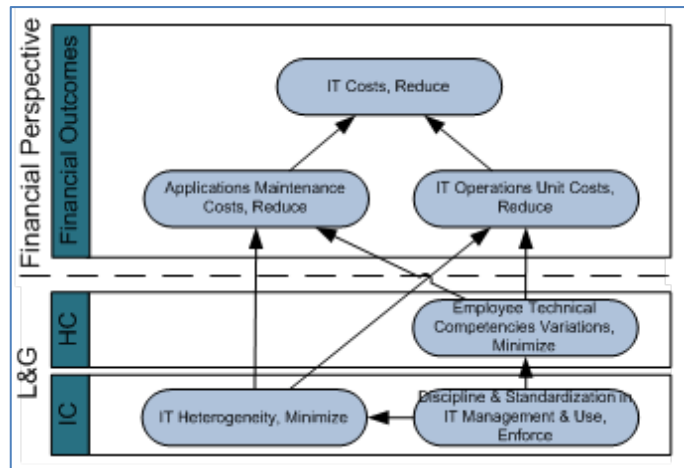 Financial Perspective
Financial Outcomes
IT Costs, Reduce
Applications Maintenance
Costs, Reduce
IT Operations Unit Costs,
Reduce
L&G
HC
Employee Technical
Competencies Variations,
Minimize
IC
IT Heterogeneity, Minimize
Discipline & Standardization in
IT Management & Use,
Enforce